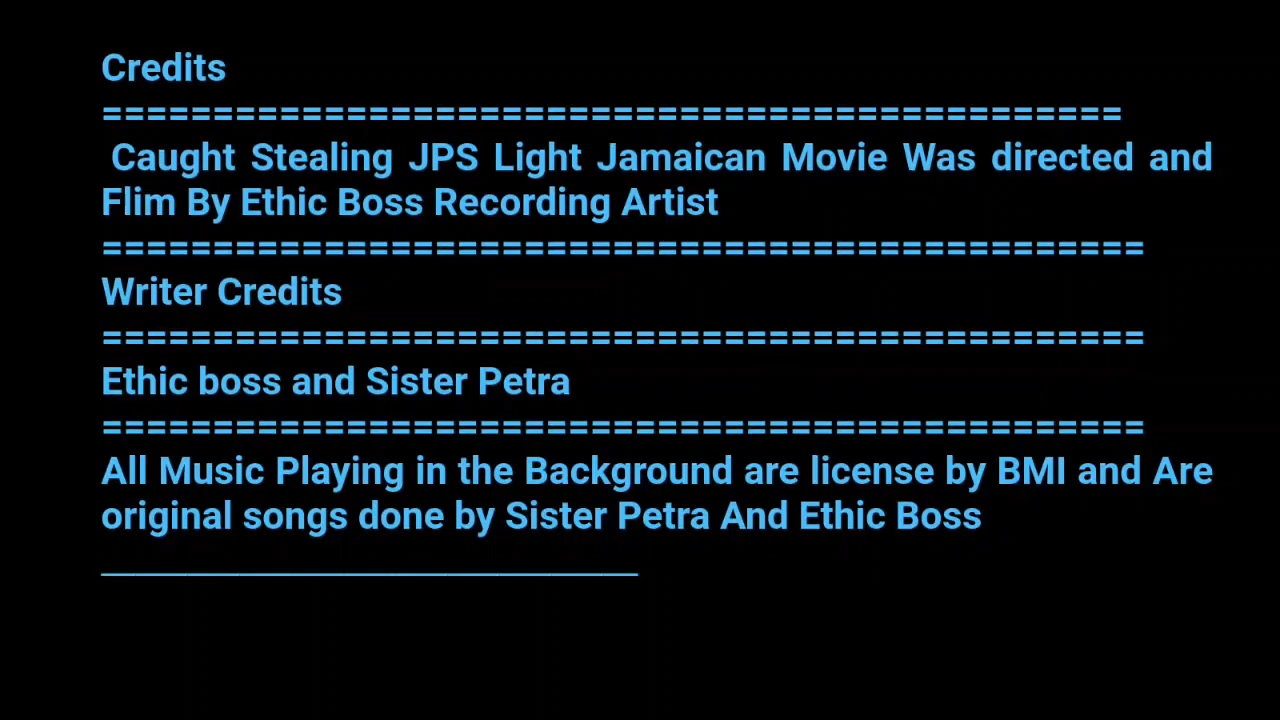 Credits
==============================================
Caught Stealing JPS Light Jamaican Movie Was directed and
Flim By Ethic Boss Recording Artist
===============================================
Writer Credits
===============================================
Ethic boss and Sister Petra
===============================================
All Music Playing in the Background are license by BMI and Are
original songs done by Sister Petra And Ethic Boss
___________________________